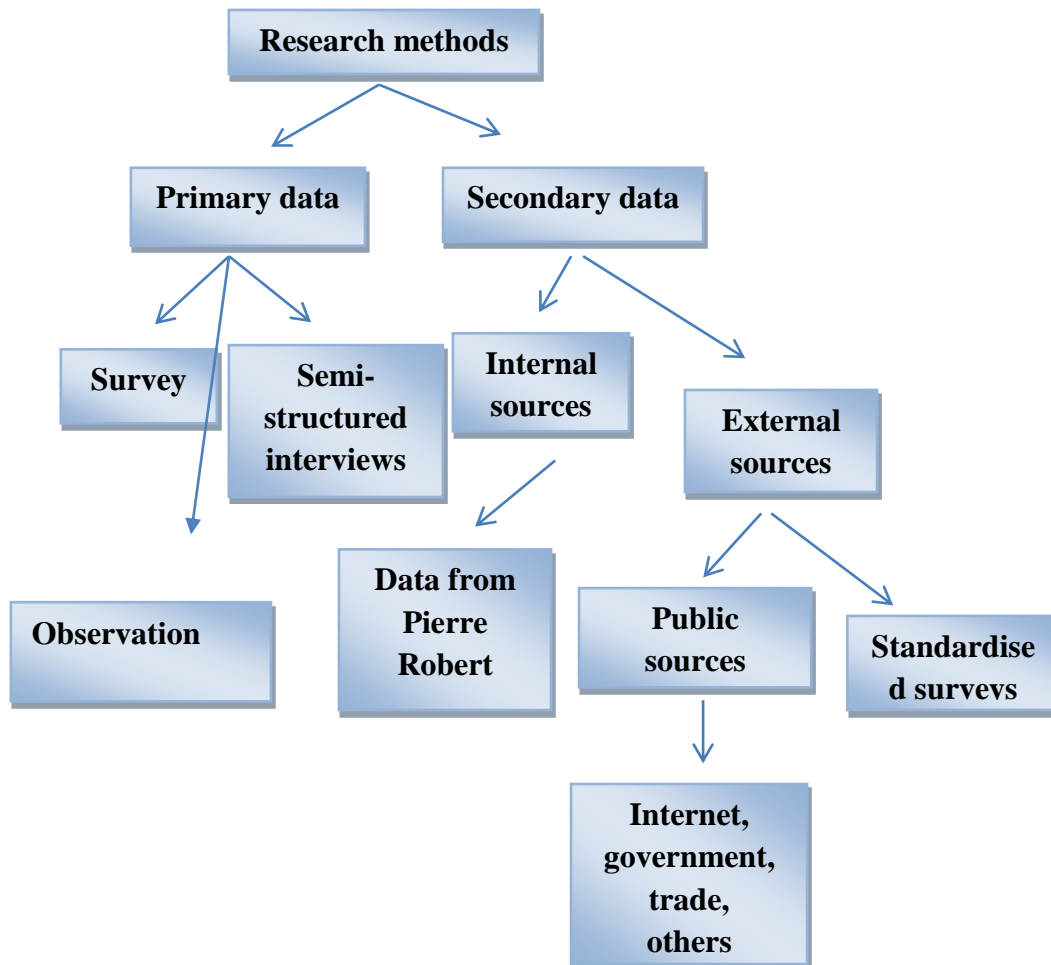 Research methods
Primary data
Secondary data
Survey
Semi-
structured
interviews
Internal
sources
External
sources
Observation
Data from
Pierre
Robert
Public
sources
Standardise
d surveys
Internet,
government,
trade,
others